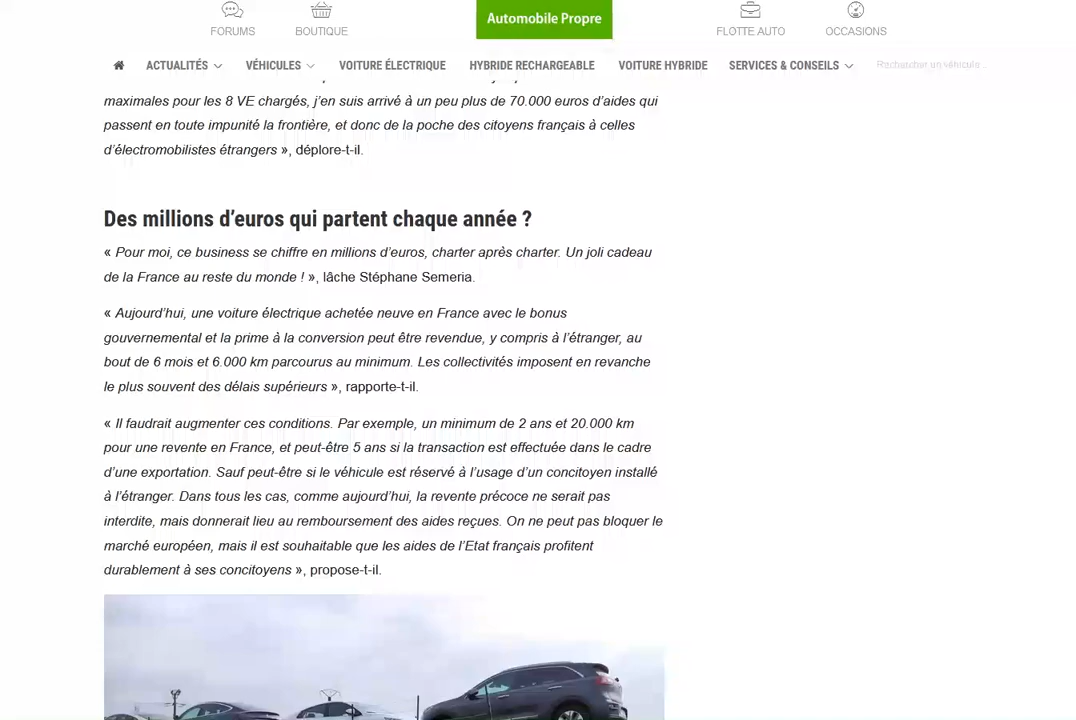 Automobile Propre
FORUMS BOUTIQUE FLOTTE AUTO OCCASIONS
ACTUALITÉS VÉHICULES VOITURE ÉLECTRIQUE HYBRIDE RECHARGEABLE VOITURE HYBRIDE SERVICES & CONSEILS Rechercher un véhicule...
maximales pour les 8 VE chargés, j’en suis arrivé à un peu plus de 70.000 euros d’aides qui
passent en toute impunité la frontière, et donc de la poche des citoyens français à celles
d’électromobilistes étrangers », déplore-t-il.
Des millions d’euros qui partent chaque année ?
« Pour moi, ce business se chiffre en millions d’euros, charter après charter. Un joli cadeau
de la France au reste du monde ! », lâche Stéphane Semeria.
« Aujourd’hui, une voiture électrique achetée neuve en France avec le bonus
gouvernemental et la prime à la conversion peut être revendue, y compris à l’étranger, au
bout de 6 mois et 6.000 km parcourus au minimum. Les collectivités imposent en revanche
le plus souvent des délais supérieurs », rapporte-t-il.
« Il faudrait augmenter ces conditions. Par exemple, un minimum de 2 ans et 20.000 km
pour une revente en France, et peut-être 5 ans si la transaction est effectuée dans le cadre
d’une exportation. Sauf peut-être si le véhicule est réservé à l’usage d’un concitoyen installé
à l’étranger. Dans tous les cas, comme aujourd’hui, la revente précoce ne serait pas
interdite, mais donnerait lieu au remboursement des aides reçues. On ne peut pas bloquer le
marché européen, mais il est souhaitable que les aides de l’Etat français profitent
durablement à ses concitoyens », propose-t-il.